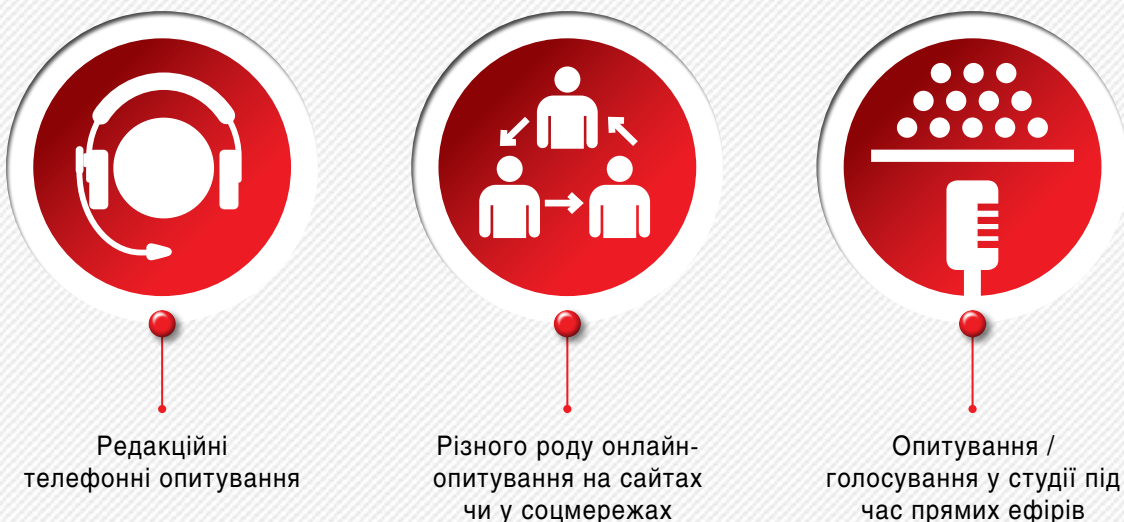 Редакційні
телефонні опитування
Різного роду онлайн-
опитування на сайтах
чи у соцмережах
Опитування /
голосування у студії під
час прямих ефірів